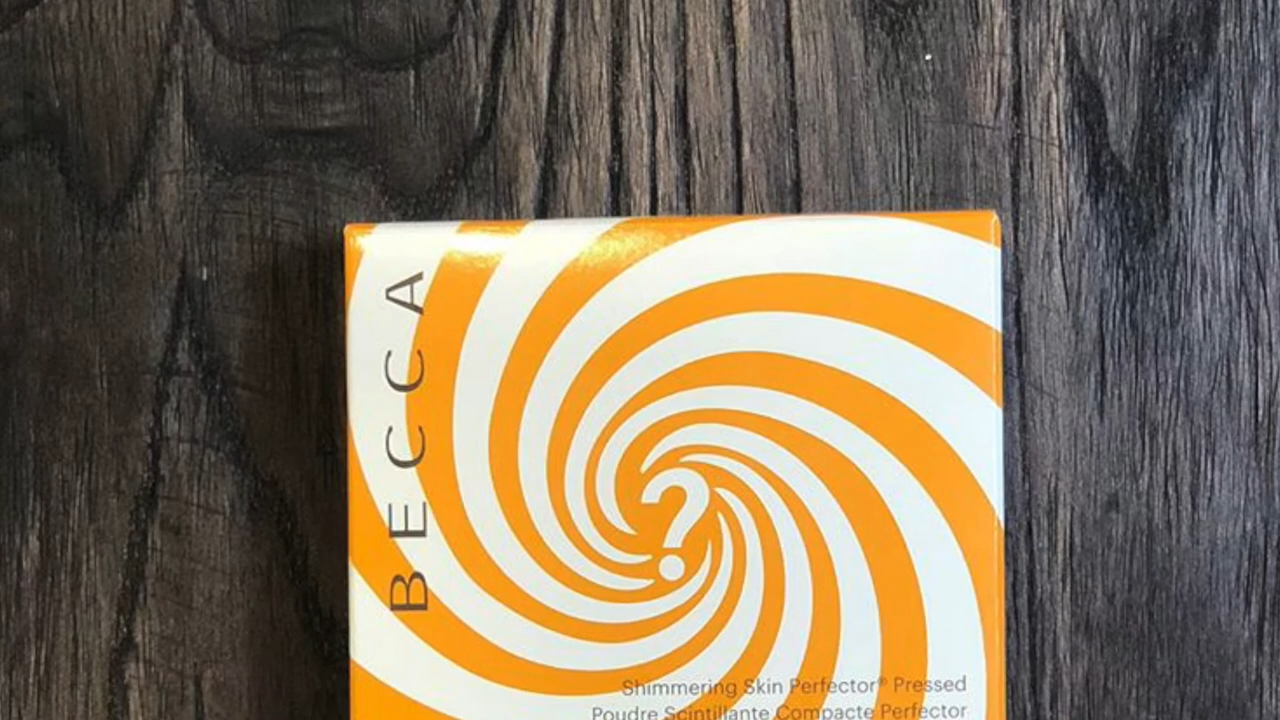 BECCA
?
Shimmering Skin Perfector® Pressed
Poudre Scintillante Compacte Perfector